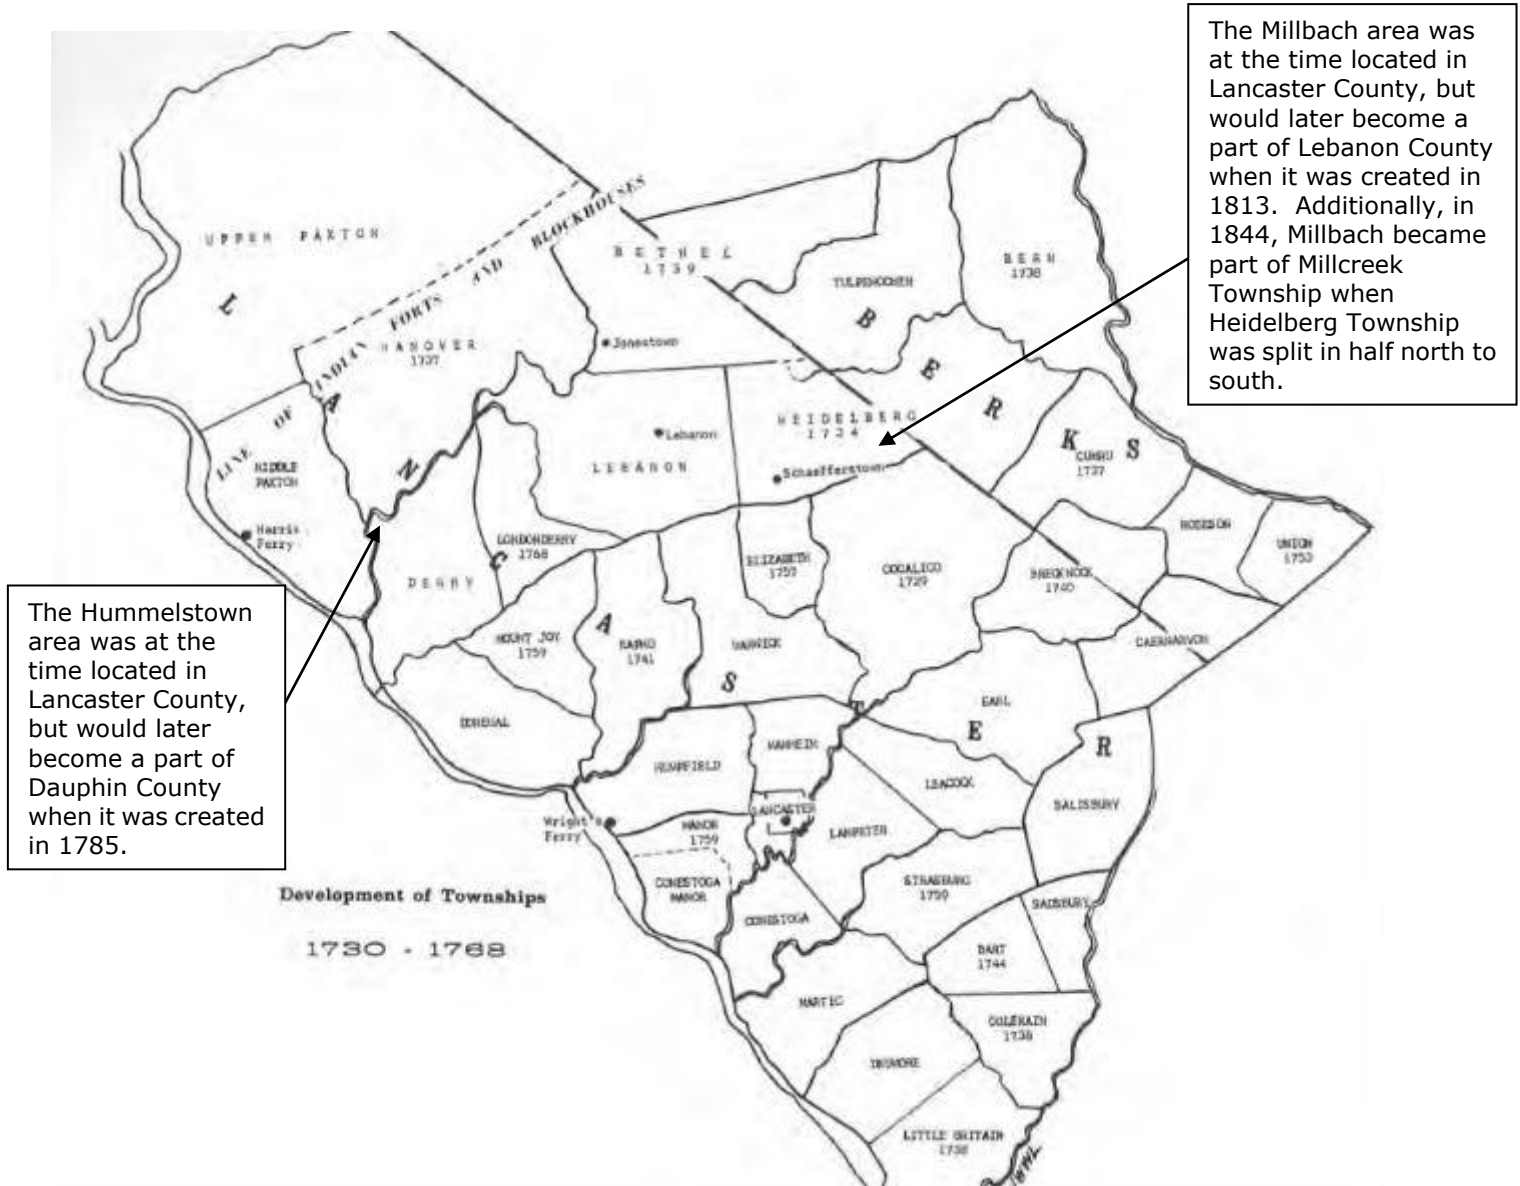 The Millbach area was
at the time located in
Lancaster County, but
would later become a
part of Lebanon County
when it was created in
1813.  Additionally, in
1844, Millbach became
part of Millcreek
Township when
Heidelberg Township
was split in half north to
south.
UPPER PAXTON
LINE OF INDIAN FORTS AND BLOCKHOUSES
BETHEL
1739
BERN
1738
TULPEHOCKEN
HANOVER
1737
Jonestown
L A N C A S T E R
B E R K S
HEIDELBERG
1734
Lebanon
LEBANON
Schaefferstown
CUMRU
1737
MIDDLE
PAXTON
Harris
Ferry
ROBESON
UNION
1753
LONDONDERRY
1768
DERRY
ELIZABETH
1757
COCALICO
1729
BRECKNOCK
1740
CAERNARVON
The Hummelstown
area was at the
time located in
Lancaster County,
but would later
become a part of
Dauphin County
when it was created
in 1785.
MOUNT JOY
1759
RAPHO
1741
WARWICK
EARL
DONEGAL
HEMPFIELD
MANHEIM
LEACOCK
SALISBURY
LANCASTER
Wright's
Ferry
MANOR
1759
LAMPETER
CONESTOGA
MANOR
STRASBURG
1759
SADSBURY
CONESTOGA
BART
1744
Development of Townships
1730 - 1768
MARTIC
COLERAIN
1738
DRUMORE
LITTLE BRITAIN
1738